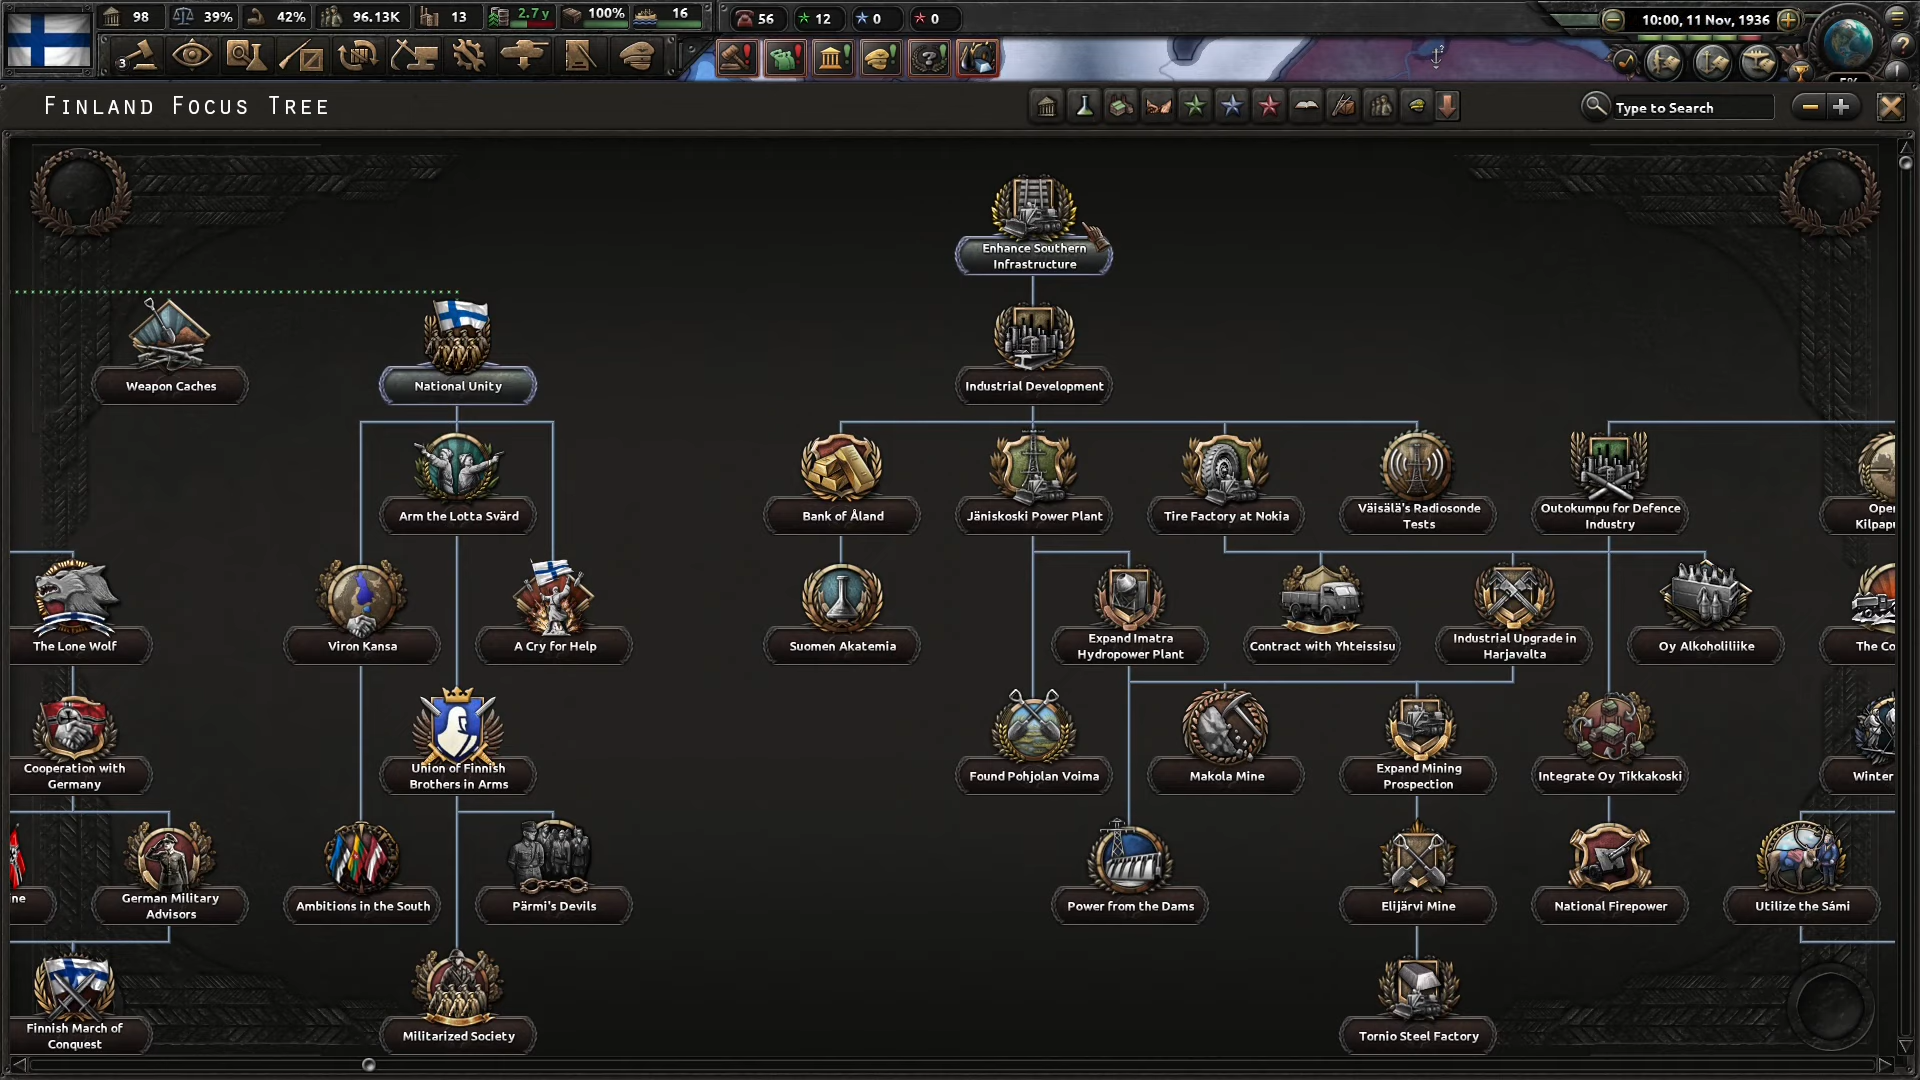 98
39%
42%
96.13K
13
2.7 y
100%
16
56
12
0
0
10:00, 11 Nov, 1936
3
Finland Focus Tree
Type to Search
Enhance Southern
Infrastructure
Weapon Caches
National Unity
Industrial Development
Arm the Lotta Svärd
Bank of Åland
Jäniskoski Power Plant
Tire Factory at Nokia
Väisälä's Radiosonde
Tests
Outokumpu for Defence
Industry
Oper
Kilpapu
The Lone Wolf
Viron Kansa
A Cry for Help
Suomen Akatemia
Expand Imatra
Hydropower Plant
Contract with Yhteissisu
Industrial Upgrade in
Harjavalta
Oy Alkoholiliike
The Co
Cooperation with
Germany
Union of Finnish
Brothers in Arms
Found Pohjolan Voima
Makola Mine
Expand Mining
Prospection
Integrate Oy Tikkakoski
Winter
ine
German Military
Advisors
Ambitions in the South
Pärmi's Devils
Power from the Dams
Elijärvi Mine
National Firepower
Utilize the Sámi
Finnish March of
Conquest
Militarized Society
Tornio Steel Factory